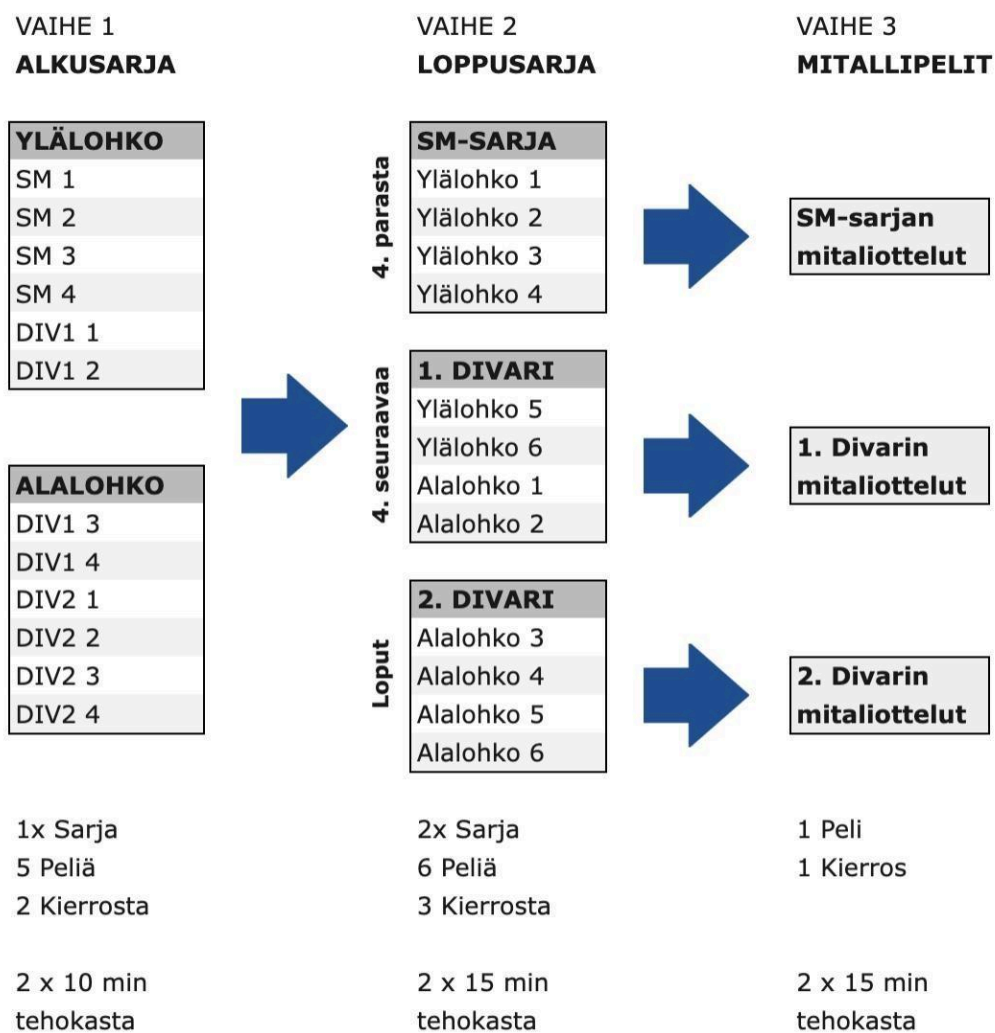 VAIHE 1
ALKUSARJA
YLÄLOHKO
SM 1
SM 2
SM 3
SM 4
DIV1 1
DIV1 2
ALALOHKO
DIV1 3
DIV1 4
DIV2 1
DIV2 2
DIV2 3
DIV2 4
1x Sarja
5 Peliä
2 Kierrosta
2 x 10 min
tehokasta
VAIHE 2
LOPPUSARJA
4. parasta
SM-SARJA
Ylälohko 1
Ylälohko 2
Ylälohko 3
Ylälohko 4
4. seuraavaa
1. DIVARI
Ylälohko 5
Ylälohko 6
Alalohko 1
Alalohko 2
Loput
2. DIVARI
Alalohko 3
Alalohko 4
Alalohko 5
Alalohko 6
2x Sarja
6 Peliä
3 Kierrosta
2 x 15 min
tehokasta
VAIHE 3
MITALLIPELIT
SM-sarjan
mitaliottelut
1. Divarin
mitaliottelut
2. Divarin
mitaliottelut
1 Peli
1 Kierros
2 x 15 min
tehokasta